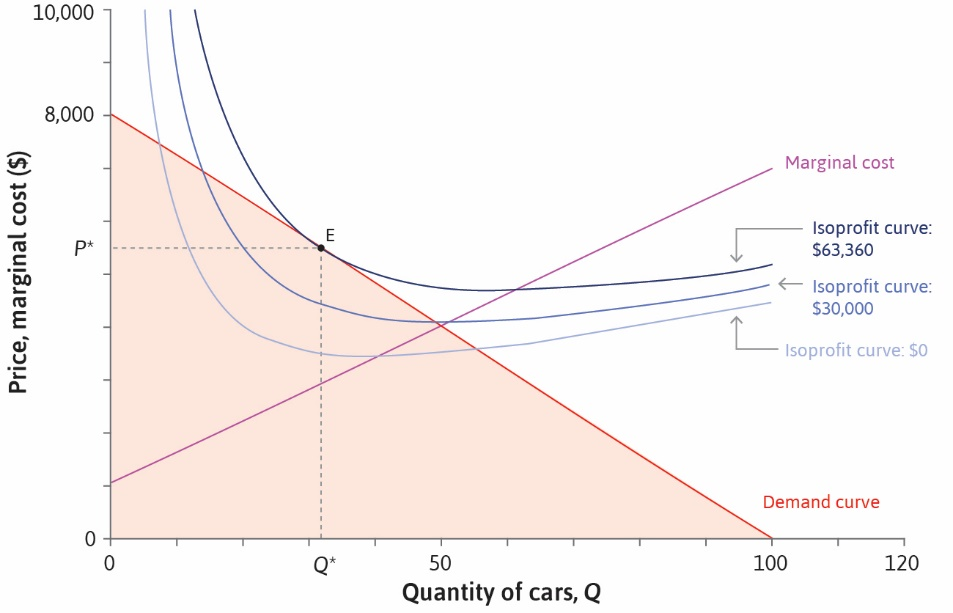 10,000
8,000
P*
0
Price, marginal cost ($)
E
Marginal cost
Isoprofit curve:
$63,360
Isoprofit curve:
$30,000
Isoprofit curve: $0
Demand curve
0
Q*
50
100
120
Quantity of cars, Q